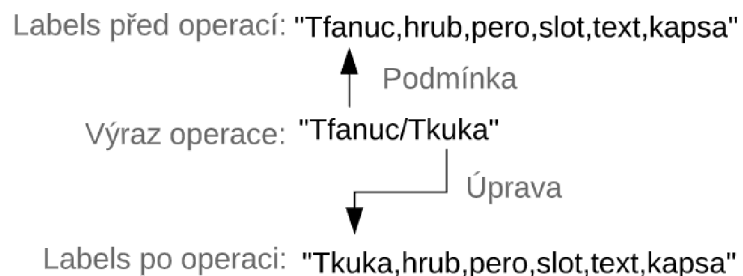 Labels před operací: "Tfanuc,hrub,pero,slot,text,kapsa"
Podmínka
Výraz operace: "Tfanuc/Tkuka"
Úprava
Labels po operaci: "Tkuka,hrub,pero,slot,text,kapsa"